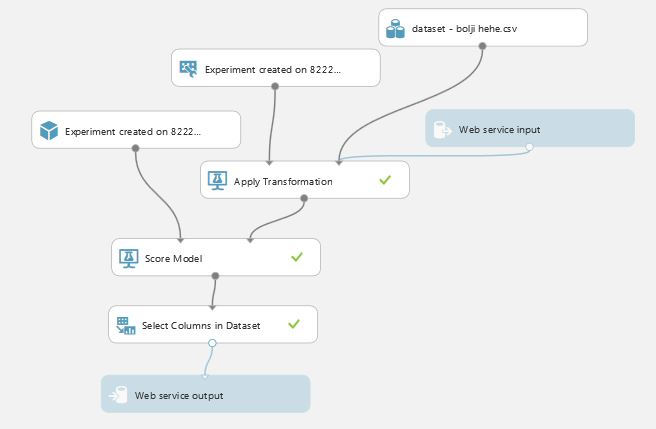 dataset - bolji hehe.csv
Experiment created on 8222...
Experiment created on 8222...
Web service input
Apply Transformation
Score Model
Select Columns in Dataset
Web service output